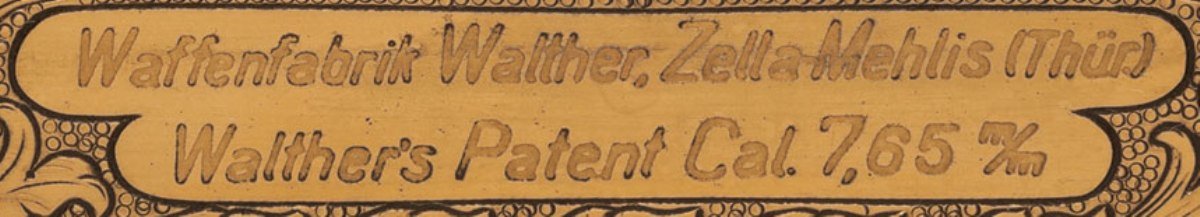 Waffenfabrik Walther, Zella-Mehlis (Thür.)
Walther's Patent Cal. 7,65 m/m